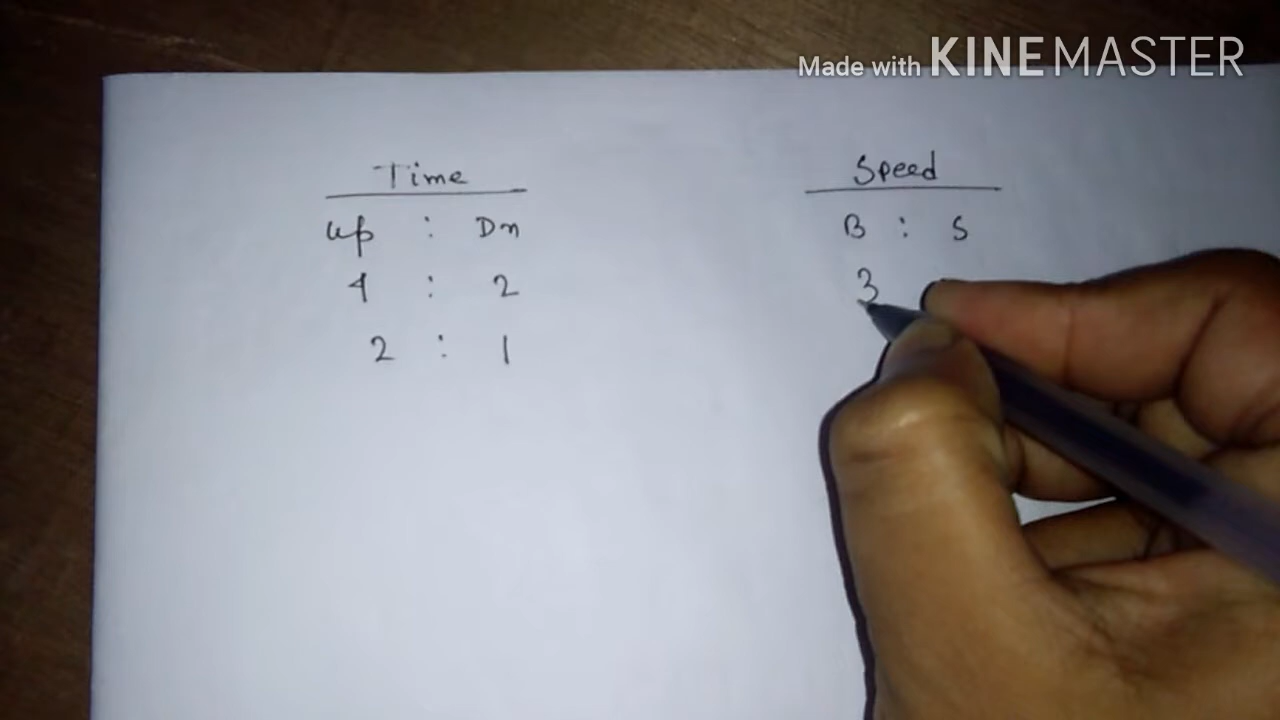 Made with KINEMASTER
Time
Speed
up : Dn
B : S
4 : 2
3
2 : 1